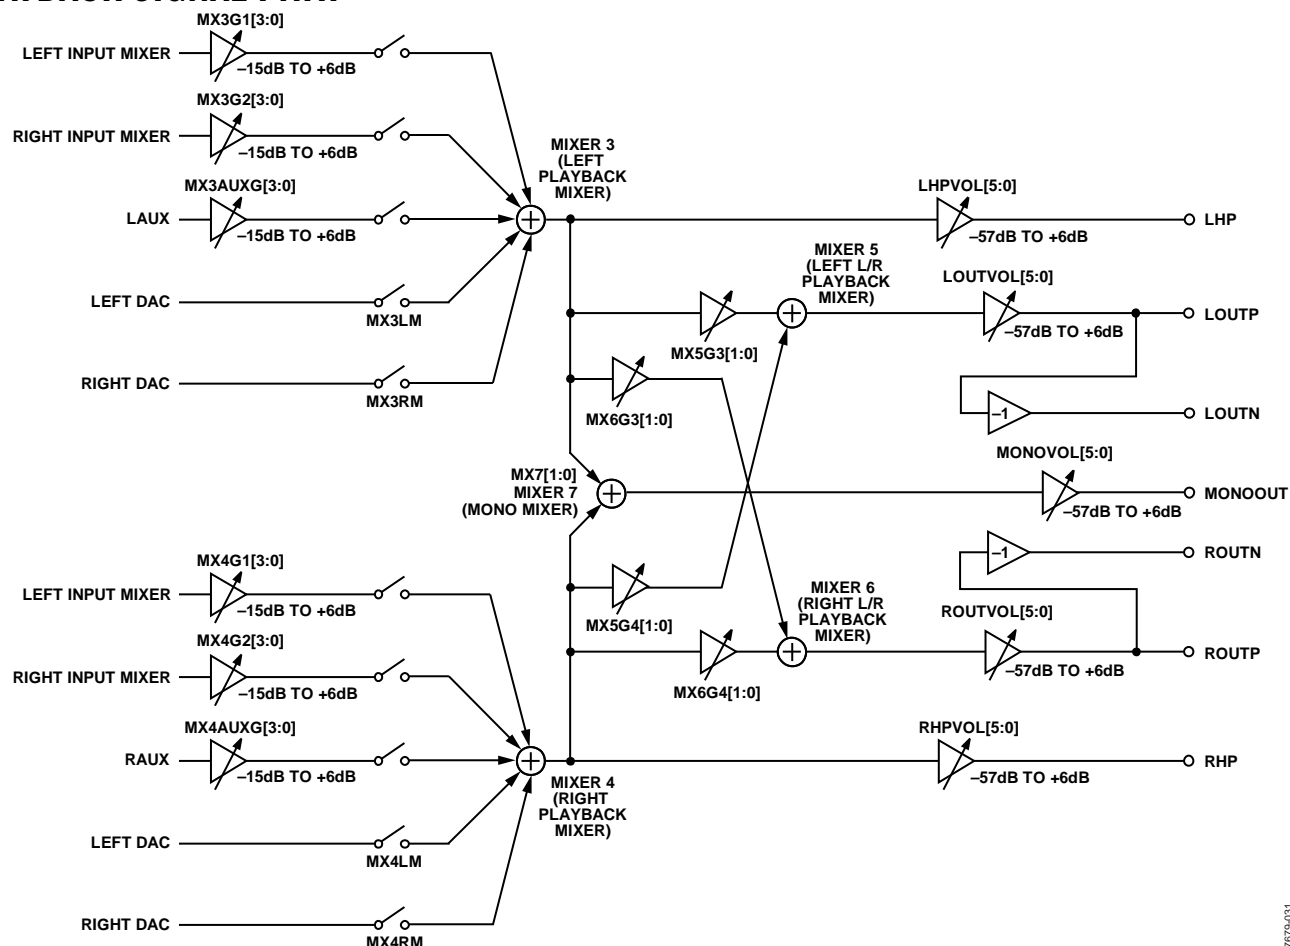 MX3G1[3:0]
LEFT INPUT MIXER
–15dB TO +6dB
MX3G2[3:0]
RIGHT INPUT MIXER
–15dB TO +6dB
MX3AUXG[3:0]
LAUX
–15dB TO +6dB
LEFT DAC
MX3LM
RIGHT DAC
MX3RM
MIXER 3
(LEFT
PLAYBACK
MIXER)
LHPVOL[5:0]
–57dB TO +6dB
LHP
MIXER 5
(LEFT L/R
PLAYBACK
MIXER)
MX5G3[1:0]
LOUTVOL[5:0]
–57dB TO +6dB
LOUTP
MX6G3[1:0]
–1
LOUTN
MX7[1:0]
MIXER 7
(MONO MIXER)
MONOVOL[5:0]
–57dB TO +6dB
MONOOUT
–1
ROUTN
MX5G4[1:0]
MIXER 6
(RIGHT L/R
PLAYBACK
MIXER)
MX6G4[1:0]
ROUTVOL[5:0]
–57dB TO +6dB
ROUTP
MX4G1[3:0]
LEFT INPUT MIXER
–15dB TO +6dB
MX4G2[3:0]
RIGHT INPUT MIXER
–15dB TO +6dB
MX4AUXG[3:0]
RAUX
–15dB TO +6dB
MIXER 4
(RIGHT
PLAYBACK
MIXER)
RHPVOL[5:0]
–57dB TO +6dB
RHP
LEFT DAC
MX4LM
RIGHT DAC
MX4RM